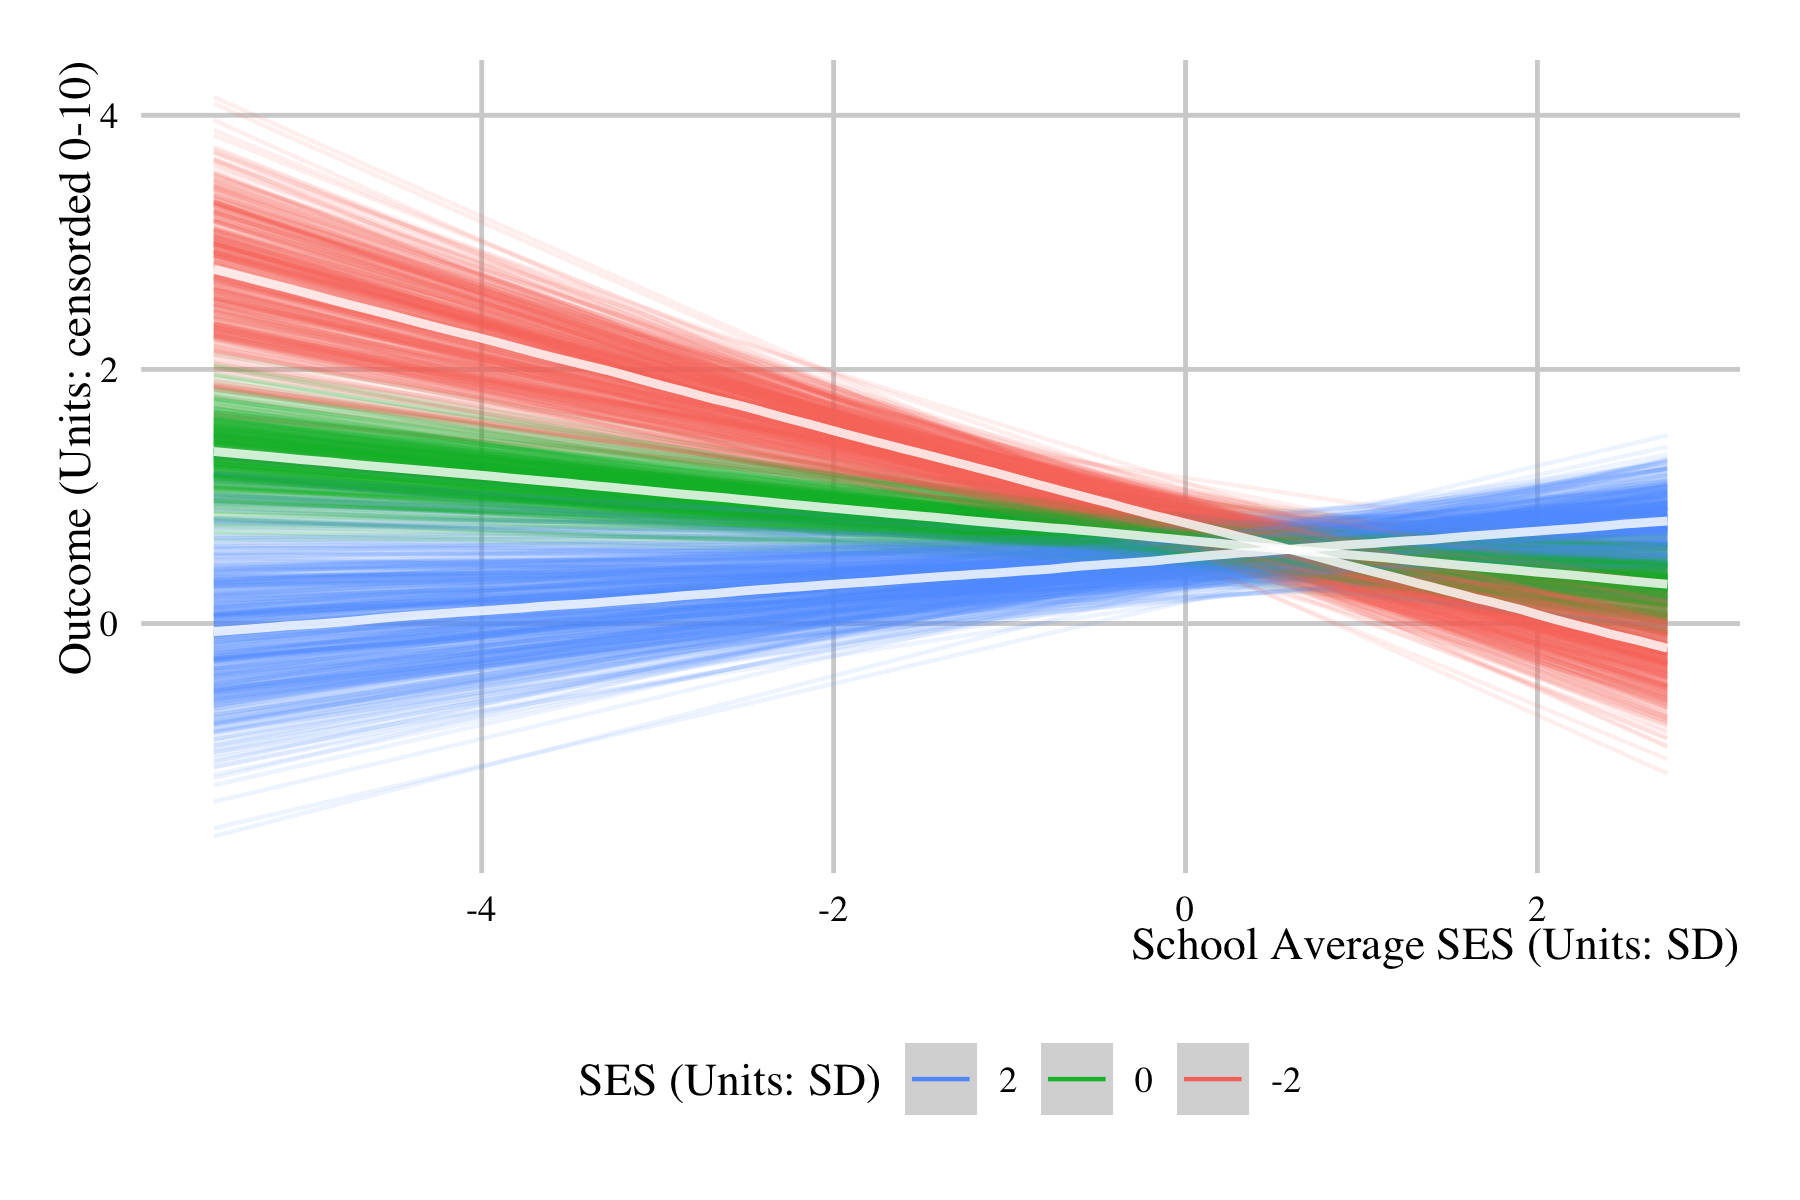 Outcome (Units: censorded 0-10)
4
2
0
-4 -2 0 2
School Average SES (Units: SD)
SES (Units: SD) 2 0 -2